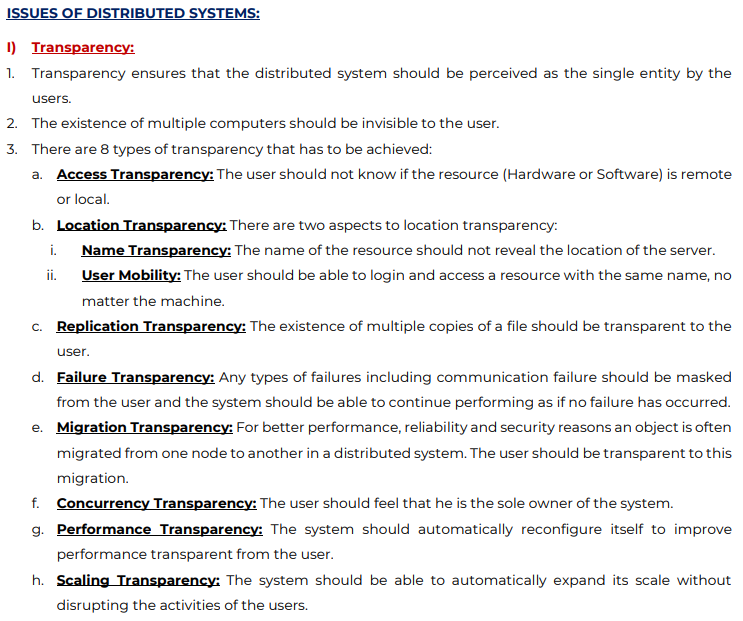 ISSUES OF DISTRIBUTED SYSTEMS:
I) Transparency:
1. Transparency ensures that the distributed system should be perceived as the single entity by the
users.
2. The existence of multiple computers should be invisible to the user.
3. There are 8 types of transparency that has to be achieved:
a. Access Transparency: The user should not know if the resource (Hardware or Software) is remote
or local.
b. Location Transparency: There are two aspects to location transparency:
i. Name Transparency: The name of the resource should not reveal the location of the server.
ii. User Mobility: The user should be able to login and access a resource with the same name, no
matter the machine.
c. Replication Transparency: The existence of multiple copies of a file should be transparent to the
user.
d. Failure Transparency: Any types of failures including communication failure should be masked
from the user and the system should be able to continue performing as if no failure has occurred.
e. Migration Transparency: For better performance, reliability and security reasons an object is often
migrated from one node to another in a distributed system. The user should be transparent to this
migration.
f. Concurrency Transparency: The user should feel that he is the sole owner of the system.
g. Performance Transparency: The system should automatically reconfigure itself to improve
performance transparent from the user.
h. Scaling Transparency: The system should be able to automatically expand its scale without
disrupting the activities of the users.